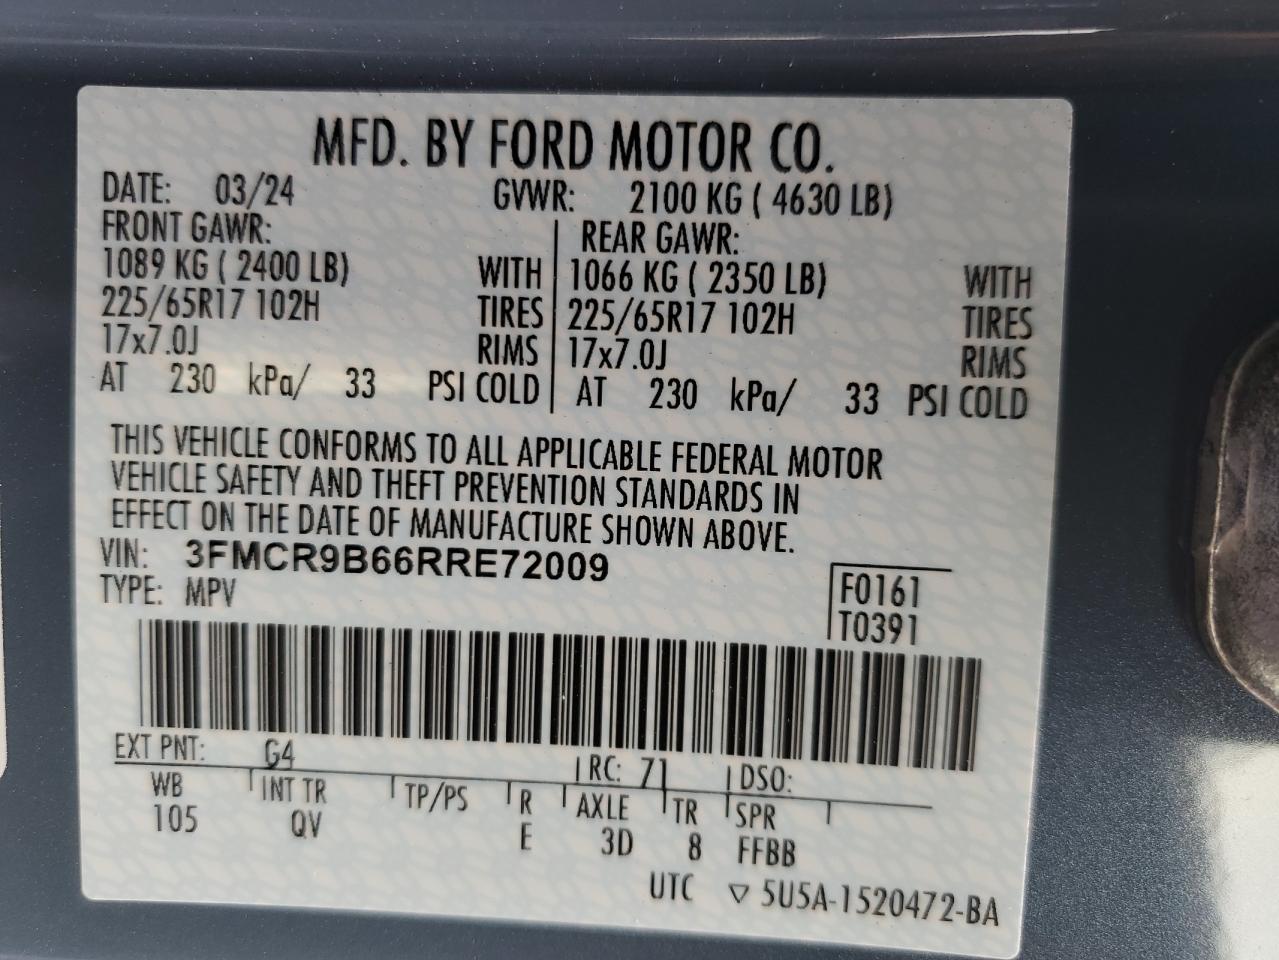 MFD. BY FORD MOTOR CO.
DATE: 03/24 GVWR: 2100 KG ( 4630 LB)
FRONT GAWR: REAR GAWR:
1089 KG ( 2400 LB) WITH 1066 KG ( 2350 LB) WITH
225/65R17 102H TIRES 225/65R17 102H TIRES
17x7.0J RIMS 17x7.0J RIMS
AT 230 kPa/ 33 PSI COLD AT 230 kPa/ 33 PSI COLD
THIS VEHICLE CONFORMS TO ALL APPLICABLE FEDERAL MOTOR
VEHICLE SAFETY AND THEFT PREVENTION STANDARDS IN
EFFECT ON THE DATE OF MANUFACTURE SHOWN ABOVE.
VIN: 3FMCR9B66RRE72009
TYPE: MPV
F0161
T0391
EXT PNT: G4 RC: 71 DSO:
WB INT TR TP/PS R AXLE TR SPR
105 QV E 3D 8 FFBB
UTC ▽ 5U5A-1520472-BA